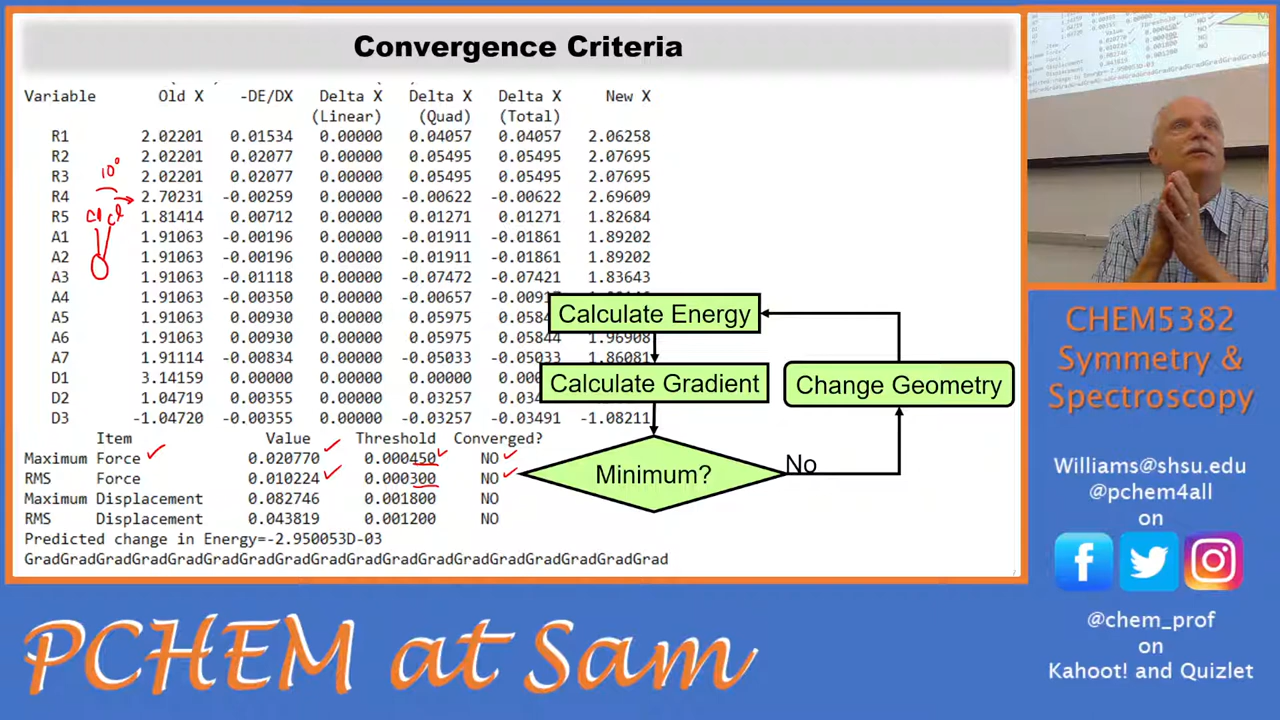 Convergence Criteria
Variable Old X -DE/DX Delta X Delta X Delta X New X
(Linear) (Quad) (Total)
R1 2.02201 0.01534 0.00000 0.04057 0.04057 2.06258
R2 2.02201 0.02077 0.00000 0.05495 0.05495 2.07695
R3 2.02201 0.02077 0.00000 0.05495 0.05495 2.07695
10°
R4 2.70231 -0.00259 0.00000 -0.00622 -0.00622 2.69609
Cl Cl
R5 1.81414 0.00712 0.00000 0.01271 0.01271 1.82684
A1 1.91063 -0.00196 0.00000 -0.01911 -0.01861 1.89202
A2 1.91063 -0.00196 0.00000 -0.01911 -0.01861 1.89202
A3 1.91063 -0.01118 0.00000 -0.07472 -0.07421 1.83643
A4 1.91063 -0.00350 0.00000 -0.00657
A5 1.91063 0.00930 0.00000 0.05975
A6 1.91063 0.00930 0.00000 0.05975 0.05844 1.96908
A7 1.91114 -0.00834 0.00000 -0.05033 -0.05033 1.86081
D1 3.14159 0.00000 0.00000 0.00000
D2 1.04719 0.00355 0.00000 0.03257
D3 -1.04720 -0.00355 0.00000 -0.03257 -0.03491 -1.08211
Item Value Threshold Converged?
Maximum Force 0.020770 0.000450 NO
RMS Force 0.010224 0.000300 NO
Maximum Displacement 0.082746 0.001800 NO
RMS Displacement 0.043819 0.001200 NO
Predicted change in Energy=-2.950053D-03
GradGradGradGradGradGradGradGradGradGradGradGradGradGradGradGradGradGrad
Calculate Energy
Calculate Gradient
Change Geometry
Minimum?
No
CHEM5382
Symmetry &
Spectroscopy
Williams@shsu.edu
@pchem4all
on
@chem_prof
on
Kahoot! and Quizlet
PCHEM at Sam